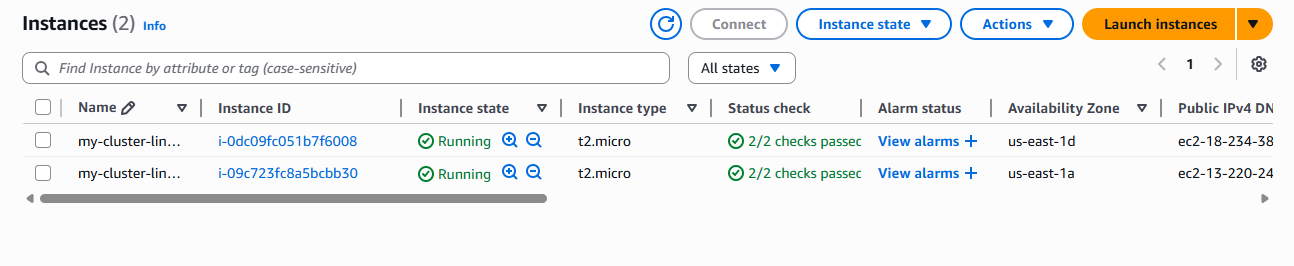 Instances (2) Info Connect Instance state Actions Launch instances
Find Instance by attribute or tag (case-sensitive) All states 1
Name Instance ID Instance state Instance type Status check Alarm status Availability Zone Public IPv4 DN
my-cluster-lin... i-0dc09fc051b7f6008 Running t2.micro 2/2 checks passed View alarms + us-east-1d ec2-18-234-38
my-cluster-lin... i-09c723fc8a5bcbb30 Running t2.micro 2/2 checks passed View alarms + us-east-1a ec2-13-220-24